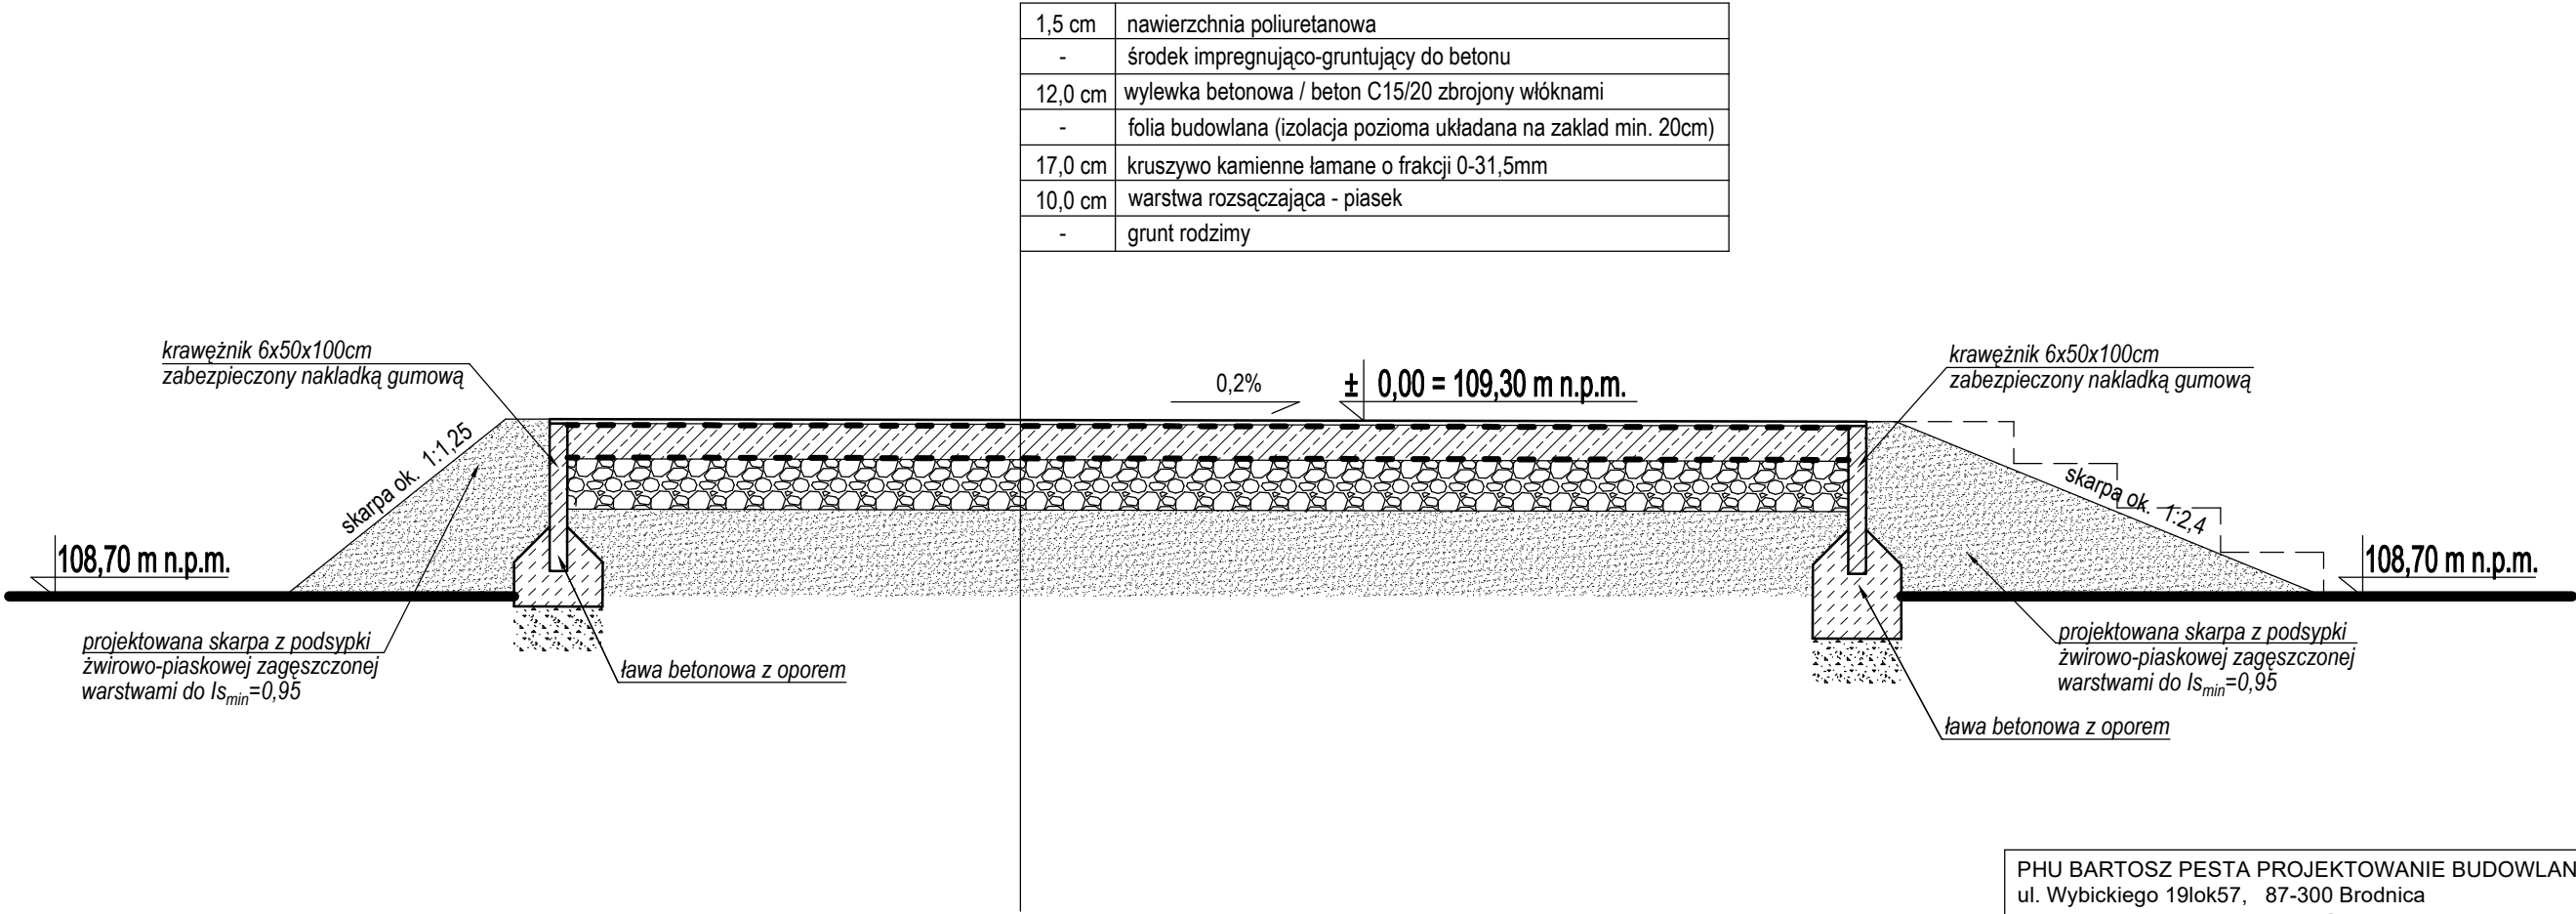 1,5 cm nawierzchnia poliuretanowa
- środek impregnująco-gruntujący do betonu
12,0 cm wylewka betonowa / beton C15/20 zbrojony włóknami
- folia budowlana (izolacja pozioma układana na zaklad min. 20cm)
17,0 cm kruszywo kamienne łamane o frakcji 0-31,5mm
10,0 cm warstwa rozsączająca - piasek
- grunt rodzimy
krawężnik 6x50x100cm
zabezpieczony nakladką gumową
0,2%
± 0,00 = 109,30 m n.p.m.
krawężnik 6x50x100cm
zabezpieczony nakladką gumową
skarpa ok. 1:1,25
skarpa ok. 1:2,4
108,70 m n.p.m.
108,70 m n.p.m.
projektowana skarpa z podsypki
żwirowo-piaskowej zagęszczonej
warstwami do Ismin=0,95
ława betonowa z oporem
projektowana skarpa z podsypki
żwirowo-piaskowej zagęszczonej
warstwami do Ismin=0,95
ława betonowa z oporem
PHU BARTOSZ PESTA PROJEKTOWANIE BUDOWLAN
ul. Wybickiego 19lok57, 87-300 Brodnica